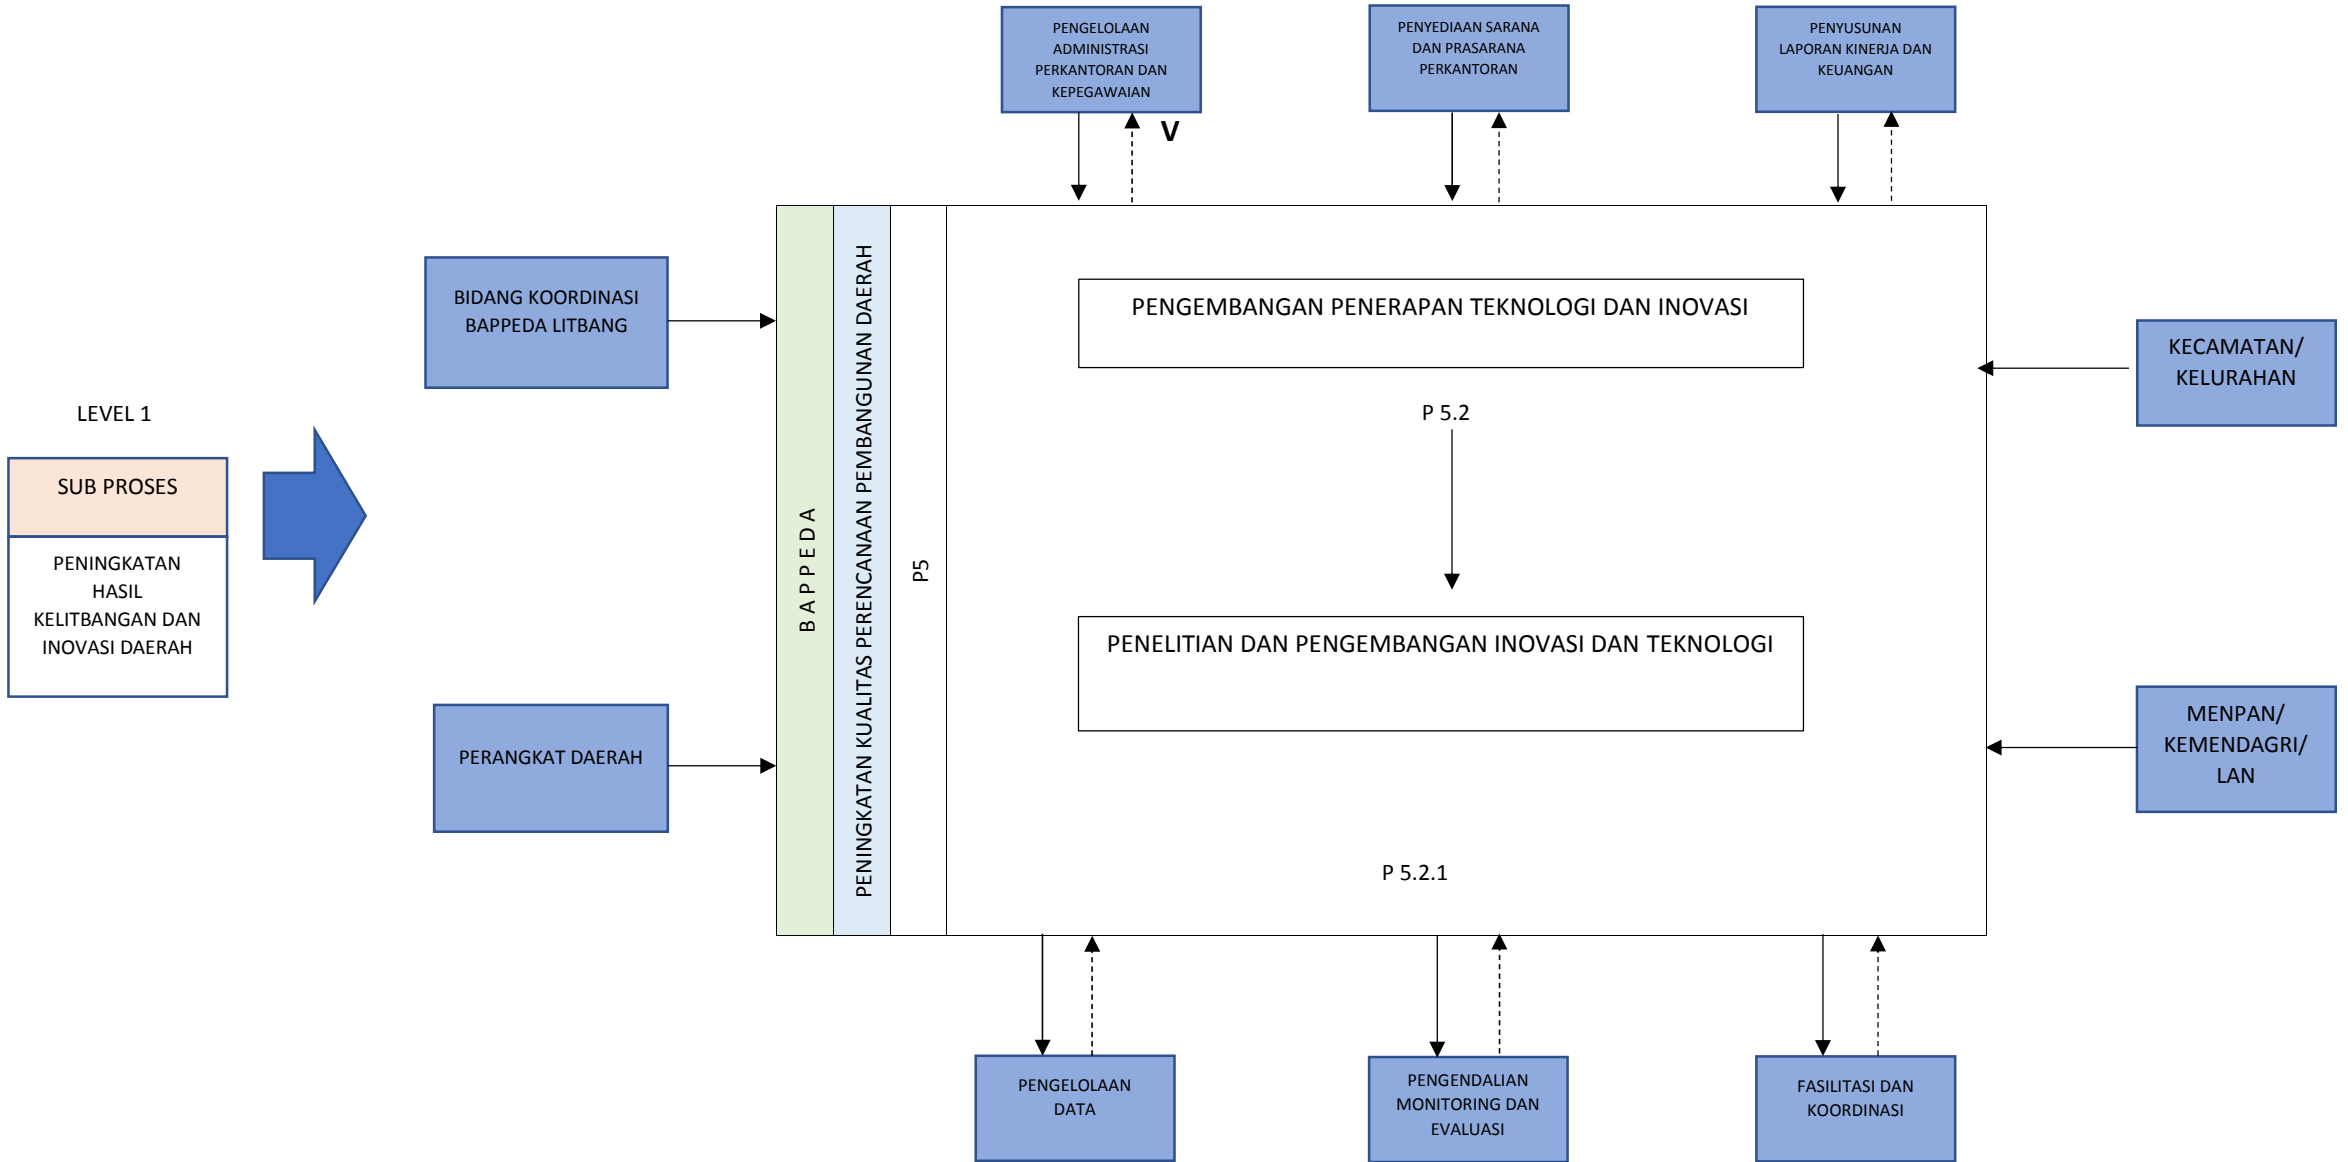 PENGELOLAAN
ADMINISTRASI
PERKANTORAN DAN
KEPEGAWAIAN
PENYEDIAAN SARANA
DAN PRASARANA
PERKANTORAN
PENYUSUNAN
LAPORAN KINERJA DAN
KEUANGAN
V
BIDANG KOORDINASI
BAPPEDA LITBANG
LEVEL 1
SUB PROSES
PENINGKATAN
HASIL
KELITBANGAN DAN
INOVASI DAERAH
PERANGKAT DAERAH
B A P P E D A
PENINGKATAN KUALITAS PERENCANAAN PEMBANGUNAN DAERAH
P5
PENGEMBANGAN PENERAPAN TEKNOLOGI DAN INOVASI
P 5.2
PENELITIAN DAN PENGEMBANGAN INOVASI DAN TEKNOLOGI
P 5.2.1
KECAMATAN/
KELURAHAN
MENPAN/
KEMENDAGRI/
LAN
PENGELOLAAN
DATA
PENGENDALIAN
MONITORING DAN
EVALUASI
FASILITASI DAN
KOORDINASI